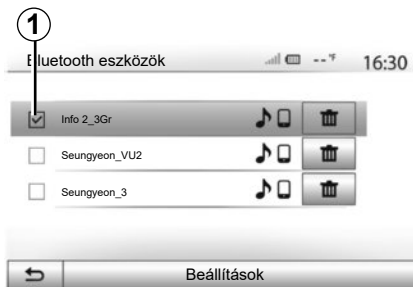 1
Bluetooth eszközök --°F 16:30
Info 2_3Gr
Seungyeon_VU2
Seungyeon_3
Beállítások